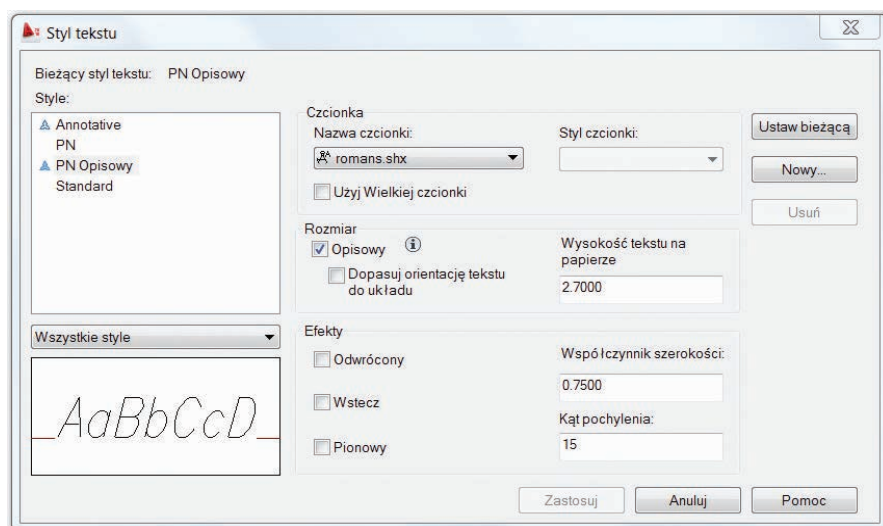 Styl tekstu
Bieżący styl tekstu: PN Opisowy
Style:
Annotative
PN
PN Opisowy
Standard
Wszystkie style
AaBbCcD
Czcionka
Nazwa czcionki:
romans.shx
Styl czcionki:
Użyj Wielkiej czcionki
Rozmiar
Opisowy
Dopasuj orientację tekstu
do układu
Wysokość tekstu na
papierze
2.7000
Efekty
Odwrócony
Wstecz
Pionowy
Współczynnik szerokości:
0.7500
Kąt pochylenia:
15
Ustaw bieżącą
Nowy...
Usuń
Zastosuj
Anuluj
Pomoc